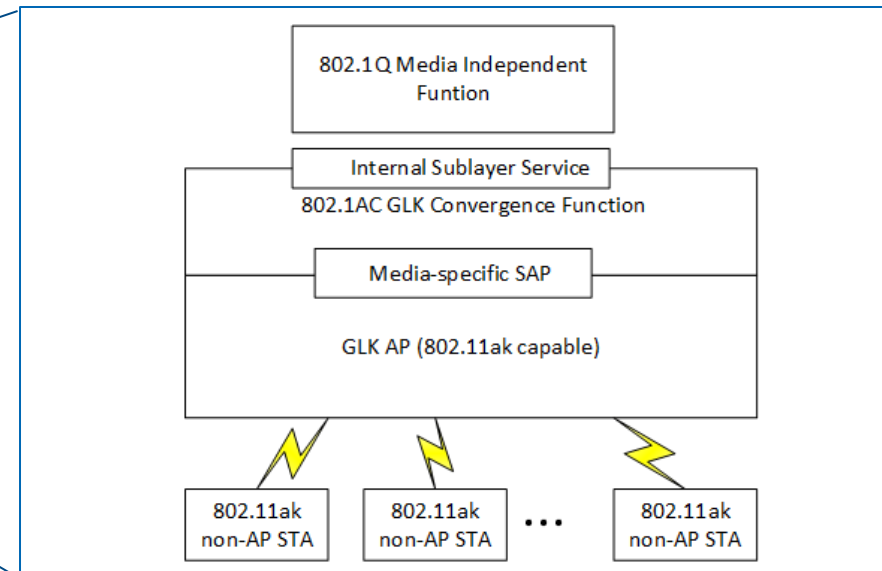 802.1Q Media Independent
Funtion
Internal Sublayer Service
802.1AC GLK Convergence Function
Media-specific SAP
GLK AP (802.11ak capable)
802.11ak
non-AP STA
802.11ak
non-AP STA
...
802.11ak
non-AP STA